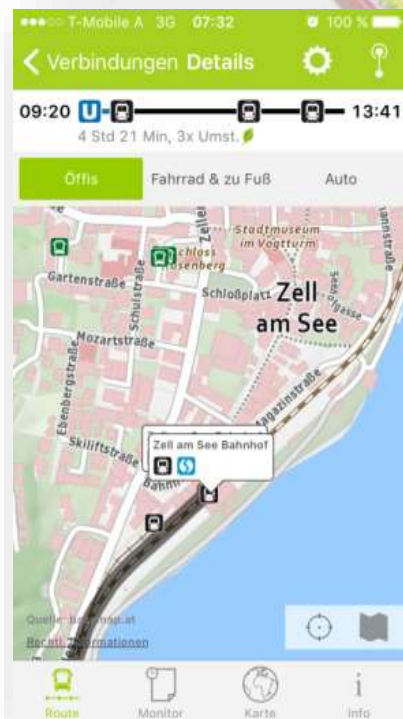 T-Mobile A 3G 07:32 100 %
Verbindungen Details
09:20 U 13:41
4 Std 21 Min, 3x Umst.
Öffis Fahrrad & zu Fuß Auto
Stadtmuseum
im Vogtturm
Gartenstraße
Schulstraße
Schloßplatz
Zell
am See
Mozartstraße
Ebenbergstraße
Magazinstraße
Skiliftstraße
Zell am See Bahnhof
Rechtl. Informationen
Route Monitor Karte Info